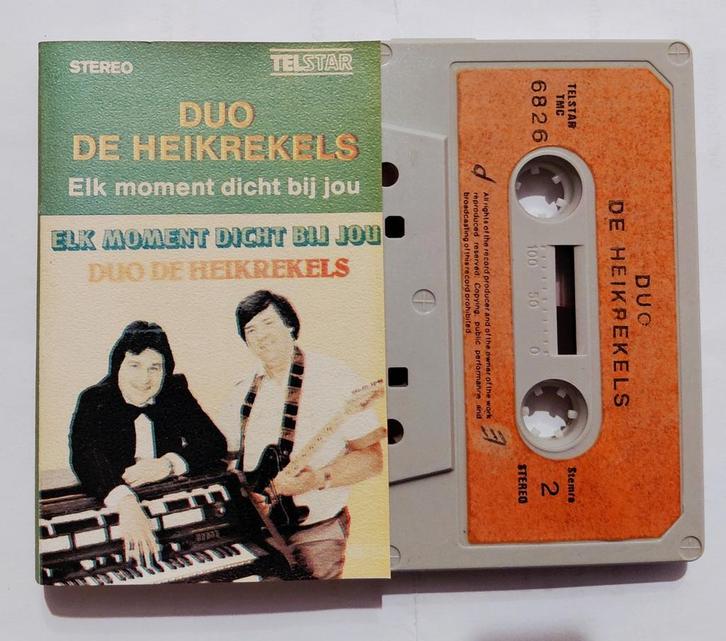 STEREO
TELSTAR
DUO
DE HEIKREKELS
Elk moment dicht bij jou
ELK MOMENT DICHT BIJ JOU
DUO DE HEIKREKELS
TELSTAR
TMC
6826
DUO
DE HEIKREKELS
100 50 0
All rights of the record producer and of the owner of the work
reproduced reserved. Copying, public performance and
broadcasting of this record prohibited.
Stemra
2
STEREO